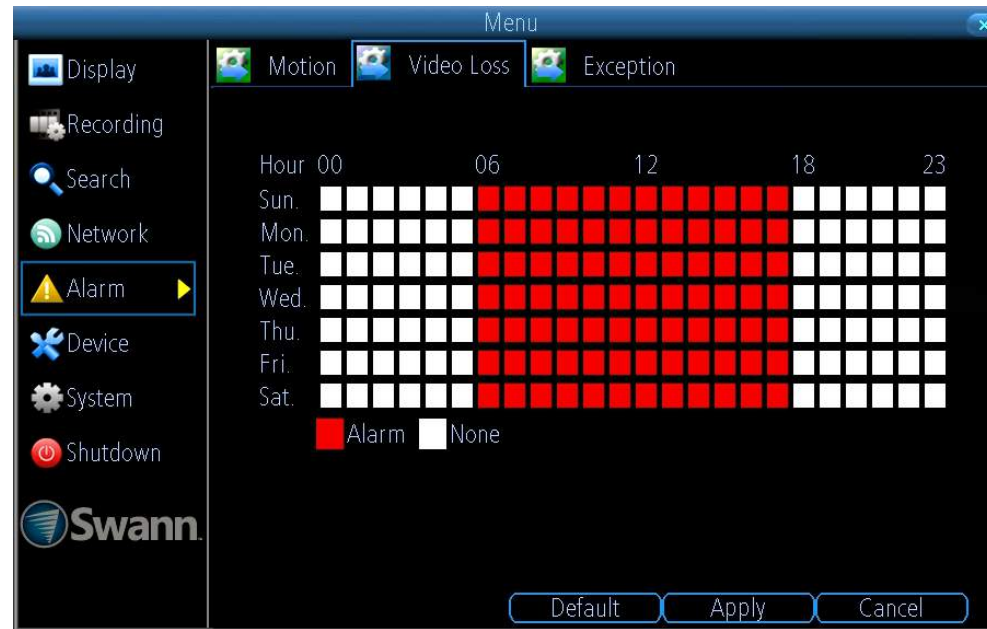 Menu
Display
Recording
Search
Network
Alarm
Device
System
Shutdown
Swann
Motion Video Loss Exception
Hour 00 06 12 18 23
Sun.
Mon.
Tue.
Wed.
Thu.
Fri.
Sat.
Alarm None
Default Apply Cancel